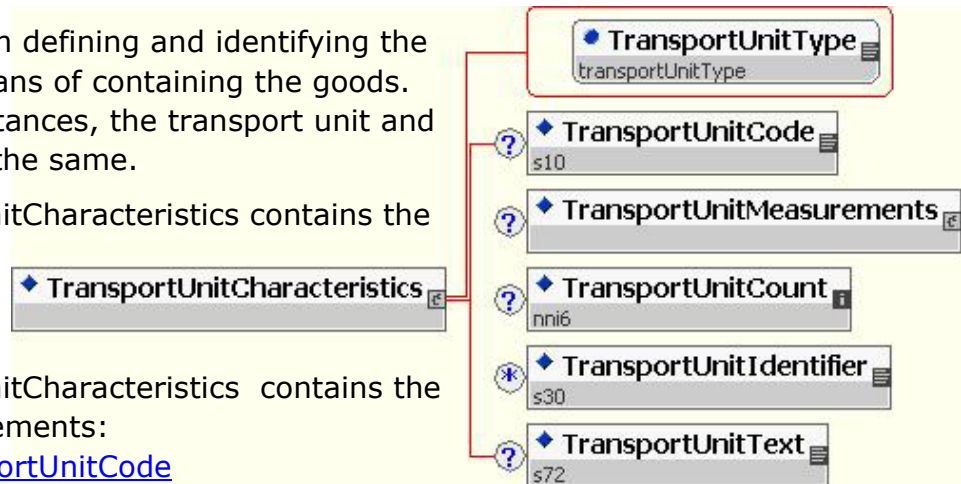 defining and identifying the
ans of containing the goods.
tances, the transport unit and
the same.
itCharacteristics contains the
TransportUnitCharacteristics
itCharacteristics contains the
ements:
ortUnitCode
TransportUnitType
transportUnitType
? TransportUnitCode
s10
? TransportUnitMeasurements
? TransportUnitCount
nni6
* TransportUnitIdentifier
s30
? TransportUnitText
s72